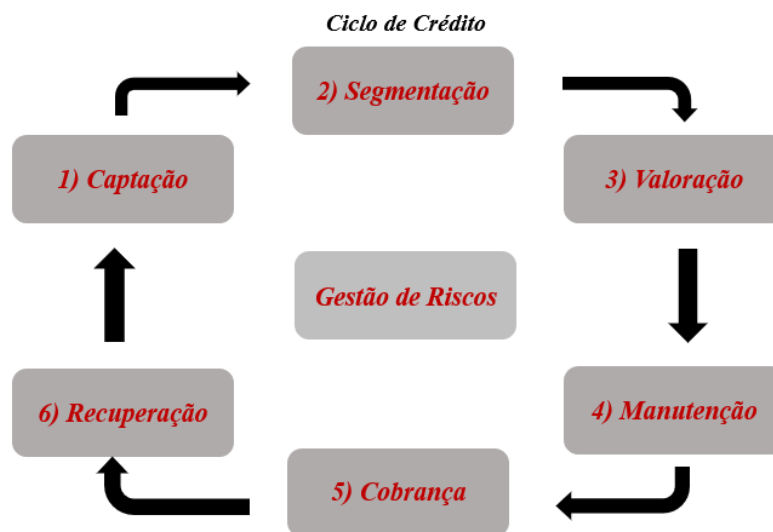 Ciclo de Crédito
2) Segmentação
1) Captação
3) Valoração
Gestão de Riscos
6) Recuperação
4) Manutenção
5) Cobrança